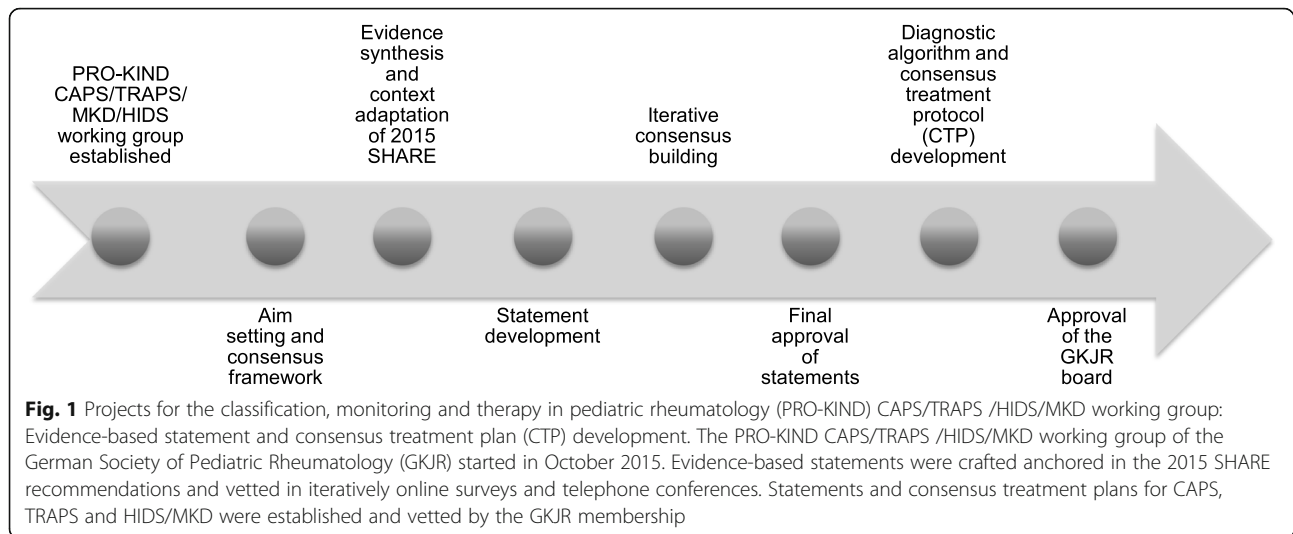 PRO-KIND
CAPS/TRAPS/
MKD/HIDS
working group
established
Aim
setting and
consensus
framework
Evidence
synthesis
and
context
adaptation
of 2015
SHARE
Statement
development
Iterative
consensus
building
Final
approval
of
statements
Diagnostic
algorithm and
consensus
treatment
protocol
(CTP)
development
Approval
of the
GKJR
board
Fig. 1 Projects for the classification, monitoring and therapy in pediatric rheumatology (PRO-KIND) CAPS/TRAPS /HIDS/MKD working group:
Evidence-based statement and consensus treatment plan (CTP) development. The PRO-KIND CAPS/TRAPS /HIDS/MKD working group of the
German Society of Pediatric Rheumatology (GKJR) started in October 2015. Evidence-based statements were crafted anchored in the 2015 SHARE
recommendations and vetted in iteratively online surveys and telephone conferences. Statements and consensus treatment plans for CAPS,
TRAPS and HIDS/MKD were established and vetted by the GKJR membership